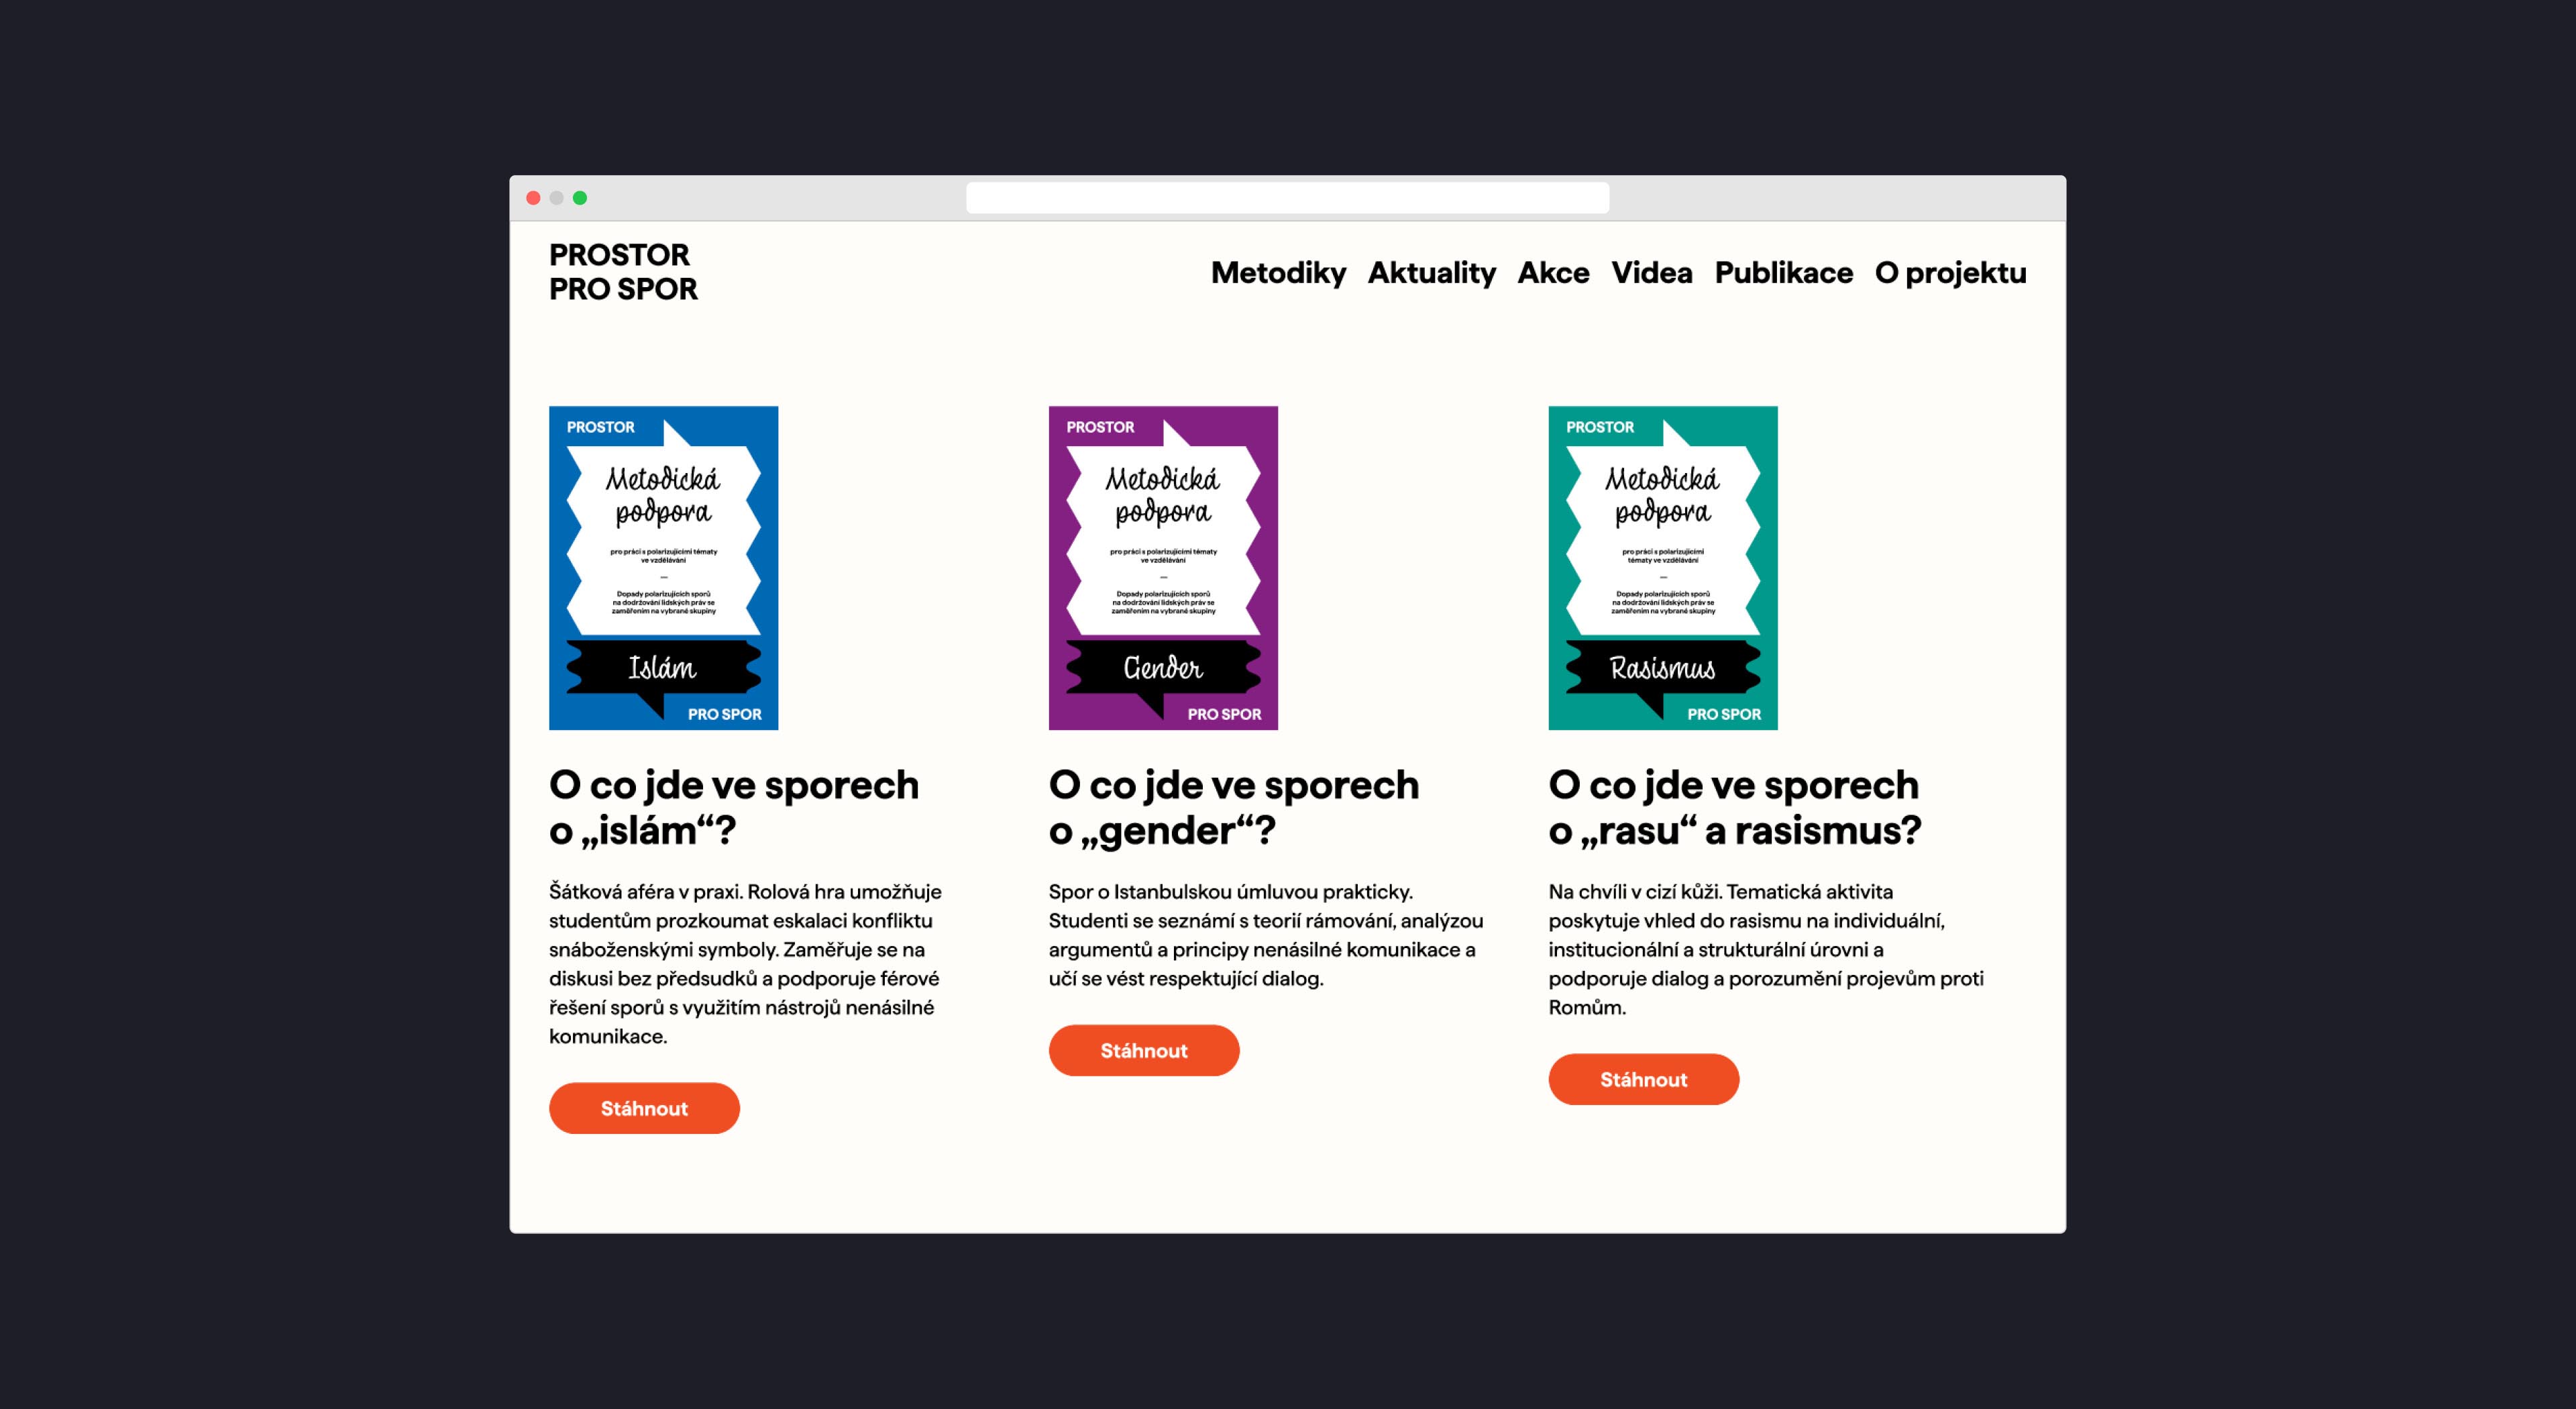 PROSTOR
PRO SPOR
Metodiky Aktuality Akce Videa Publikace O projektu
PROSTOR
Metodická
podpora
pro práci s polarizujícími tématy
ve vzdělávání
—
Dopady polarizujících sporů
na dodržování lidských práv se
zaměřením na vybrané skupiny
Islám
PRO SPOR
O co jde ve sporech
o „islám“?
Šátková aféra v praxi. Rolová hra umožňuje
studentům prozkoumat eskalaci konfliktu
snáboženskými symboly. Zaměřuje se na
diskusi bez předsudků a podporuje férové
řešení sporů s využitím nástrojů nenásilné
komunikace.
Stáhnout
PROSTOR
Metodická
podpora
pro práci s polarizujícími tématy
ve vzdělávání
—
Dopady polarizujících sporů
na dodržování lidských práv se
zaměřením na vybrané skupiny
Gender
PRO SPOR
O co jde ve sporech
o „gender“?
Spor o Istanbulskou úmluvou prakticky.
Studenti se seznámí s teorií rámování, analýzou
argumentů a principy nenásilné komunikace a
učí se vést respektující dialog.
Stáhnout
PROSTOR
Metodická
podpora
pro práci s polarizujícími
tématy ve vzdělávání
—
Dopady polarizujících sporů
na dodržování lidských práv se
zaměřením na vybrané skupiny
Rasismus
PRO SPOR
O co jde ve sporech
o „rasu“ a rasismus?
Na chvíli v cizí kůži. Tematická aktivita
poskytuje vhled do rasismu na individuální,
institucionální a strukturální úrovni a
podporuje dialog a porozumění projevům proti
Romům.
Stáhnout